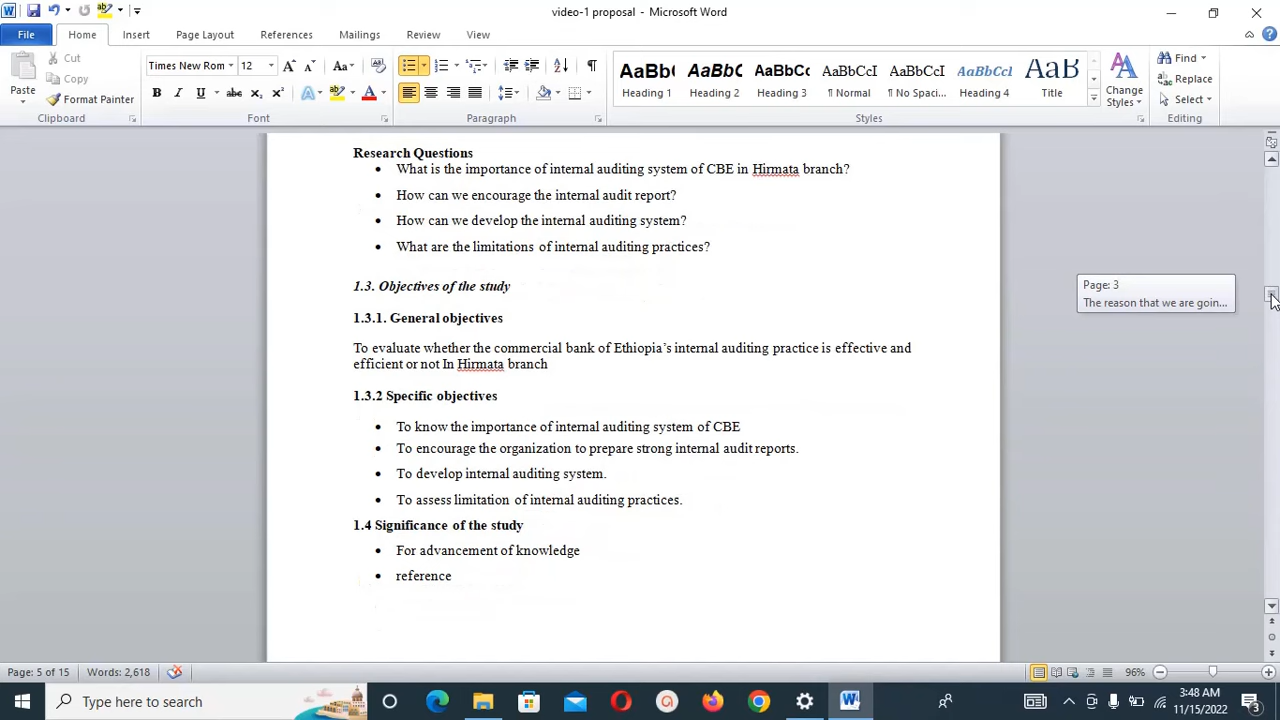 video-1 proposal - Microsoft Word
File Home Insert Page Layout References Mailings Review View
Paste
Cut
Copy
Format Painter
Clipboard
Times New Rom 12
Font
Paragraph
AaBb( AaBbC AaBbCc AaBbCcI AaBbCcI AaBbCcI AaB
Heading 1 Heading 2 Heading 3 ¶ Normal ¶ No Spaci... Heading 4 Title
Styles
Change
Styles
Find
Replace
Select
Editing
Research Questions
• What is the importance of internal auditing system of CBE in Hirmata branch?
• How can we encourage the internal audit report?
• How can we develop the internal auditing system?
• What are the limitations of internal auditing practices?
1.3. Objectives of the study
1.3.1. General objectives
To evaluate whether the commercial bank of Ethiopia’s internal auditing practice is effective and
efficient or not In Hirmata branch
1.3.2 Specific objectives
• To know the importance of internal auditing system of CBE
• To encourage the organization to prepare strong internal audit reports.
• To develop internal auditing system.
• To assess limitation of internal auditing practices.
1.4 Significance of the study
• For advancement of knowledge
• reference
Page: 3
The reason that we are goin...
Page: 5 of 15 Words: 2,618 96%
Type here to search
3:48 AM
11/15/2022
3